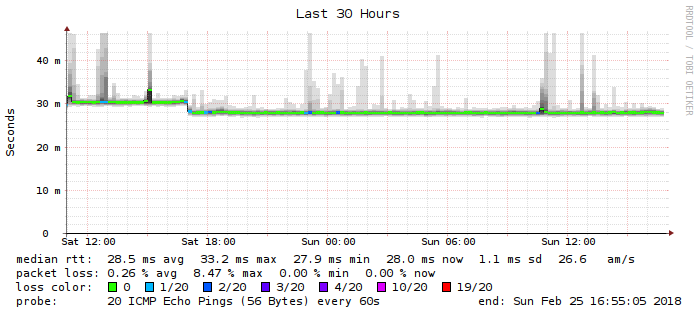 Last 30 Hours
RRDTOOL / TOBI OETIKER
Seconds
40 m
30 m
20 m
10 m
0
Sat 12:00 Sat 18:00 Sun 00:00 Sun 06:00 Sun 12:00
median rtt: 28.5 ms avg 33.2 ms max 27.9 ms min 28.0 ms now 1.1 ms sd 26.6 am/s
packet loss: 0.26 % avg 8.47 % max 0.00 % min 0.00 % now
loss color: 0 1/20 2/20 3/20 4/20 10/20 19/20
probe: 20 ICMP Echo Pings (56 Bytes) every 60s end: Sun Feb 25 16:55:05 2018